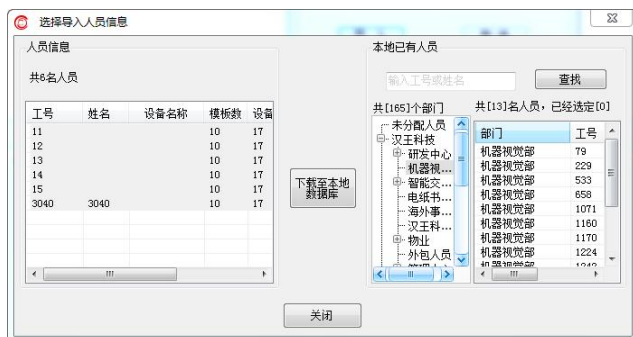 选择导入人员信息
人员信息
共6名人员
工号 姓名 设备名称 模板数 设备
11 10 17
12 10 17
13 10 17
14 10 17
15 10 17
3040 3040 10 17
下载至本地
数据库
本地已有人员
输入工号或姓名
查找
共[165]个部门
未分配人员
汉王科技
研发中心
机器视...
智能交...
电纸书...
海外事...
汉王科...
物业
外包人员
共[13]名人员，已经选定[0]
部门 工号
机器视觉部 79
机器视觉部 229
机器视觉部 533
机器视觉部 658
机器视觉部 1071
机器视觉部 1160
机器视觉部 1170
机器视觉部 1224
关闭